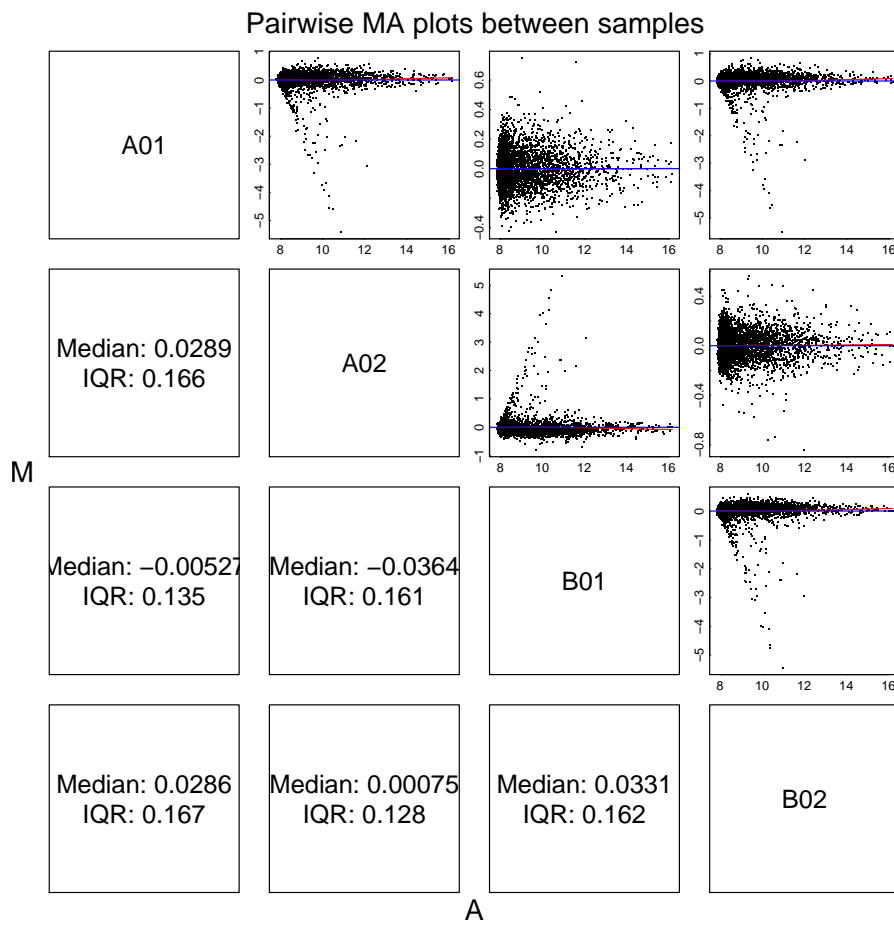 Pairwise MA plots between samples
A01
1
0
−1
−2
−3
−4
−5
8 10 12 14 16
0.6
0.4
0.2
0.0
−0.4
8 10 12 14 16
1
0
−1
−2
−3
−4
−5
8 10 12 14 16
Median: 0.0289
IQR: 0.166
A02
5
4
3
2
1
0
−1
8 10 12 14 16
0.4
0.0
−0.4
−0.8
8 10 12 14 16
M
Median: −0.00527
IQR: 0.135
Median: −0.0364
IQR: 0.161
B01
0
−1
−2
−3
−4
−5
8 10 12 14 16
Median: 0.0286
IQR: 0.167
Median: 0.00075
IQR: 0.128
Median: 0.0331
IQR: 0.162
B02
A